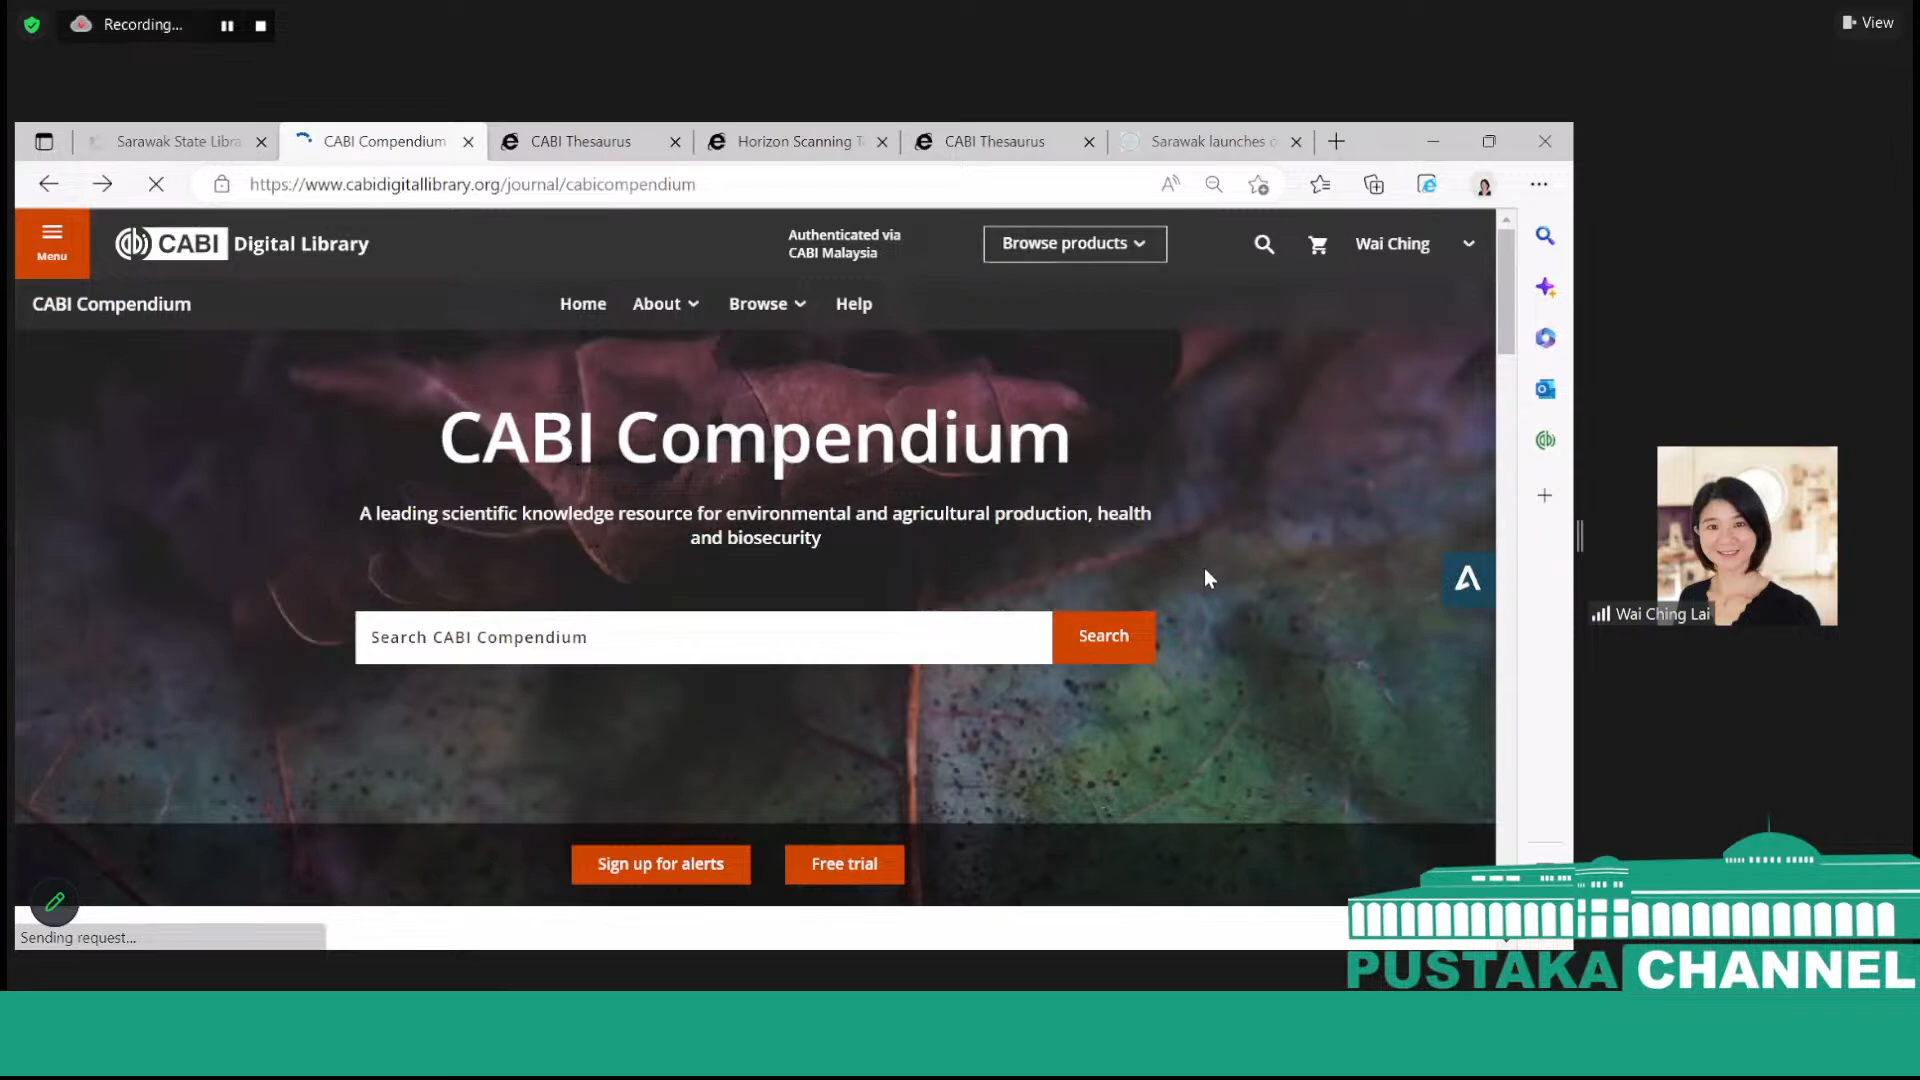 Recording...
View
Sarawak State Libra
CABI Compendium
CABI Thesaurus
Horizon Scanning T
CABI Thesaurus
Sarawak launches o
https://www.cabidigitallibrary.org/journal/cabicompendium
Menu
CABI Digital Library
Authenticated via
CABI Malaysia
Browse products
Wai Ching
CABI Compendium
Home
About
Browse
Help
CABI Compendium
A leading scientific knowledge resource for environmental and agricultural production, health
and biosecurity
Search CABI Compendium
Search
Wai Ching Lai
Sign up for alerts
Free trial
Sending request...
PUSTAKA CHANNEL